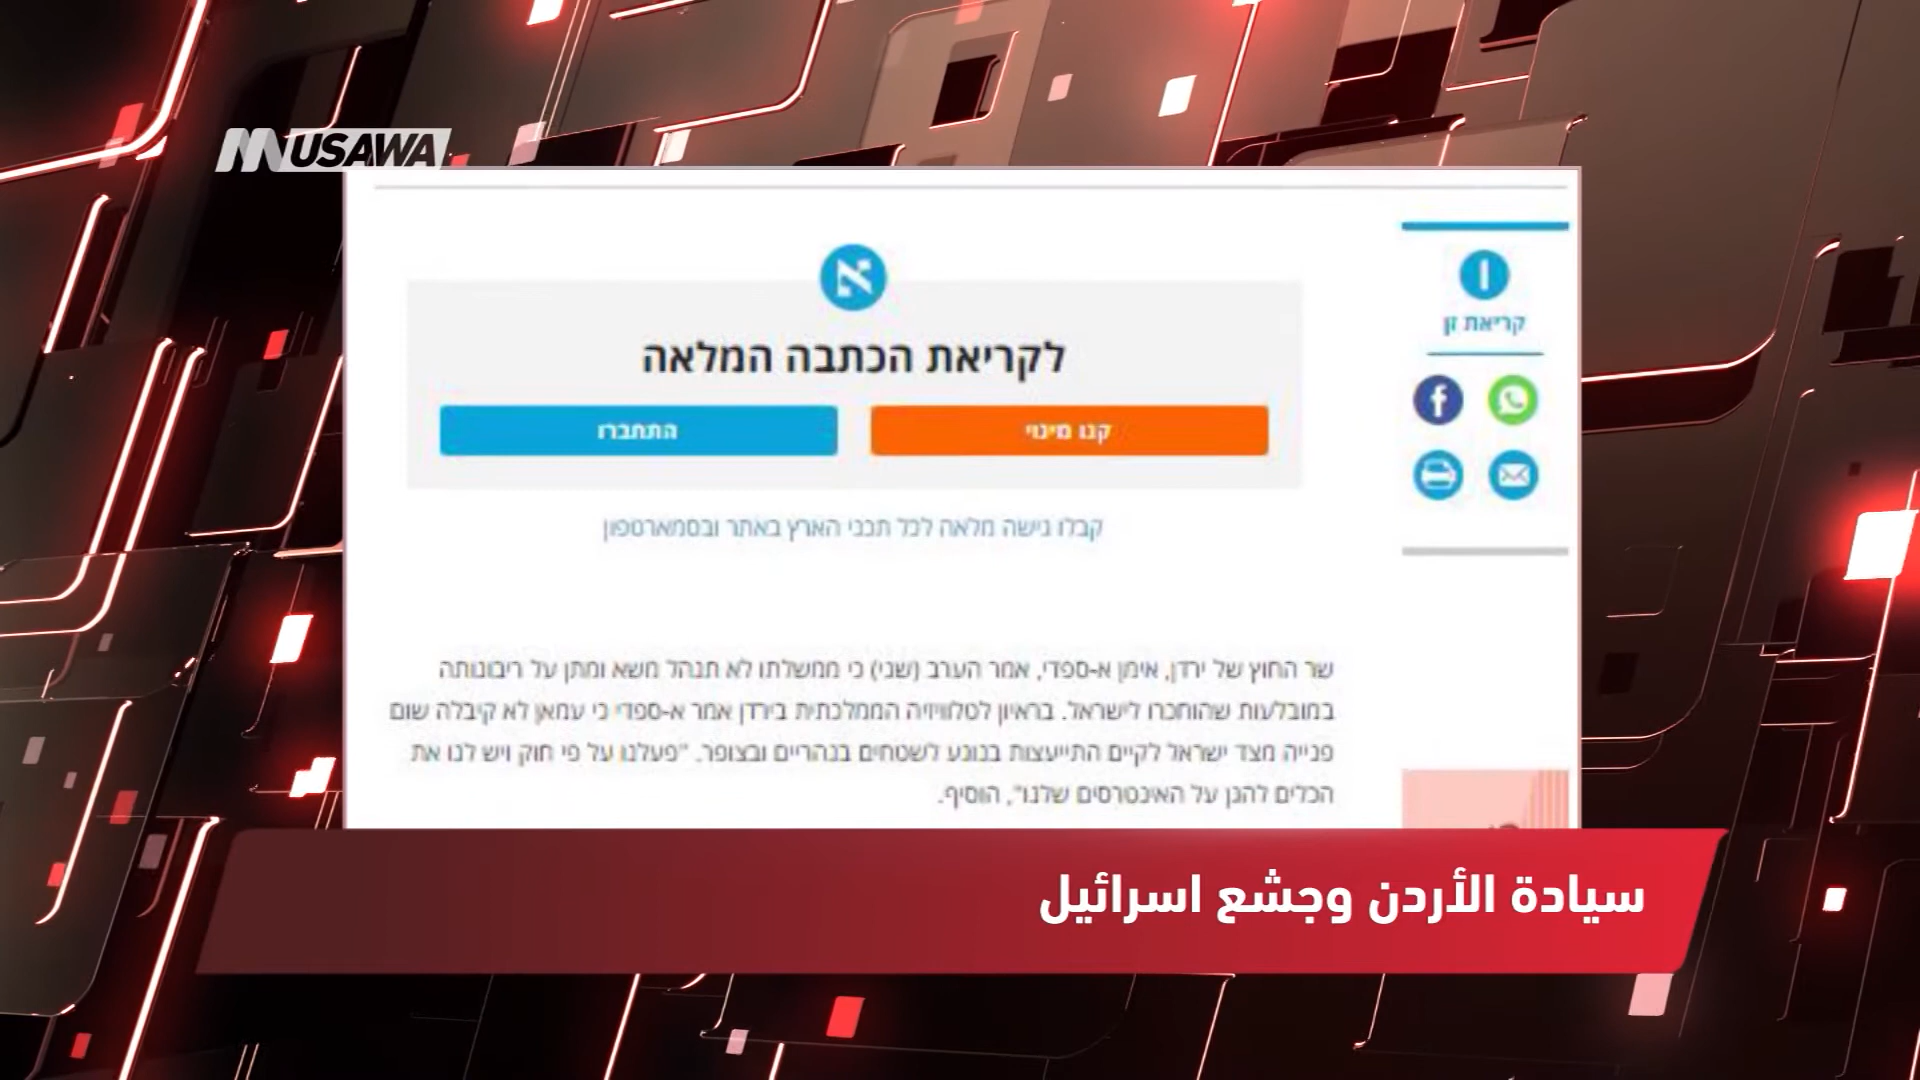 MUSAWA
א
קריאת זן
לקריאת הכתבה המלאה
קנו מינוי
התחברו
קבלו גישה מלאה לכל תכני הארץ באתר ובסמארטפון
שר החוץ של ירדן, אימן א-ספדי, אמר הערב (שני) כי ממשלתו לא תנהל משא ומתן על ריבונותה
במובלעות שהוחכרו לישראל. בראיון לטלוויזיה הממלכתית בירדן אמר א-ספדי כי עמאן לא קיבלה שום
פנייה מצד ישראל לקיים התייעצות בנוגע לשטחים בנהריים ובצופר. "פעלנו על פי חוק ויש לנו את
הכלים להגן על האינטרסים שלנו", הוסיף.
سيادة الأردن وجشع اسرائيل